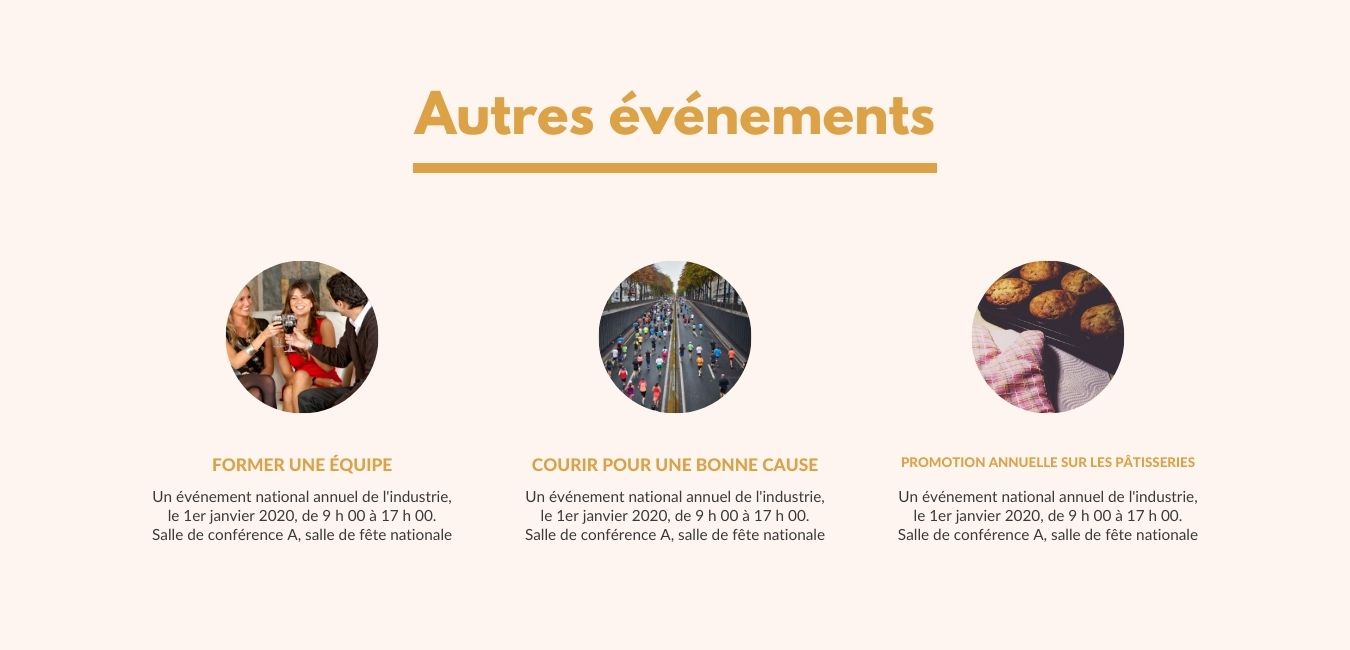 Autres événements
FORMER UNE ÉQUIPE
Un événement national annuel de l'industrie,
le 1er janvier 2020, de 9 h 00 à 17 h 00.
Salle de conférence A, salle de fête nationale
COURIR POUR UNE BONNE CAUSE
Un événement national annuel de l'industrie,
le 1er janvier 2020, de 9 h 00 à 17 h 00.
Salle de conférence A, salle de fête nationale
PROMOTION ANNUELLE SUR LES PÂTISSERIES
Un événement national annuel de l'industrie,
le 1er janvier 2020, de 9 h 00 à 17 h 00.
Salle de conférence A, salle de fête nationale